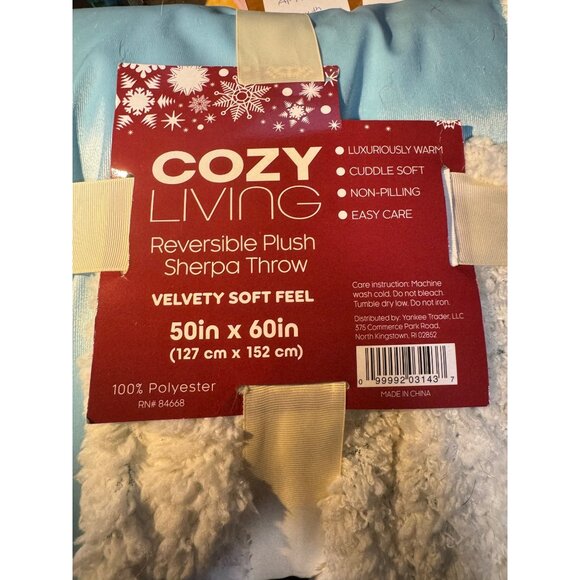 COZY
LIVING
Reversible Plush
Sherpa Throw
VELVETY SOFT FEEL
50in x 60in
(127 cm x 152 cm)
100% Polyester
RN# 84668
LUXURIOUSLY WARM
CUDDLE SOFT
NON-PILLING
EASY CARE
Care instruction: Machine
wash cold. Do not bleach.
Tumble dry low. Do not iron.
Distributed by: Yankee Trader, LLC
375 Commerce Park Road,
North Kingstown, RI 02852
0 99992 03143 7
MADE IN CHINA